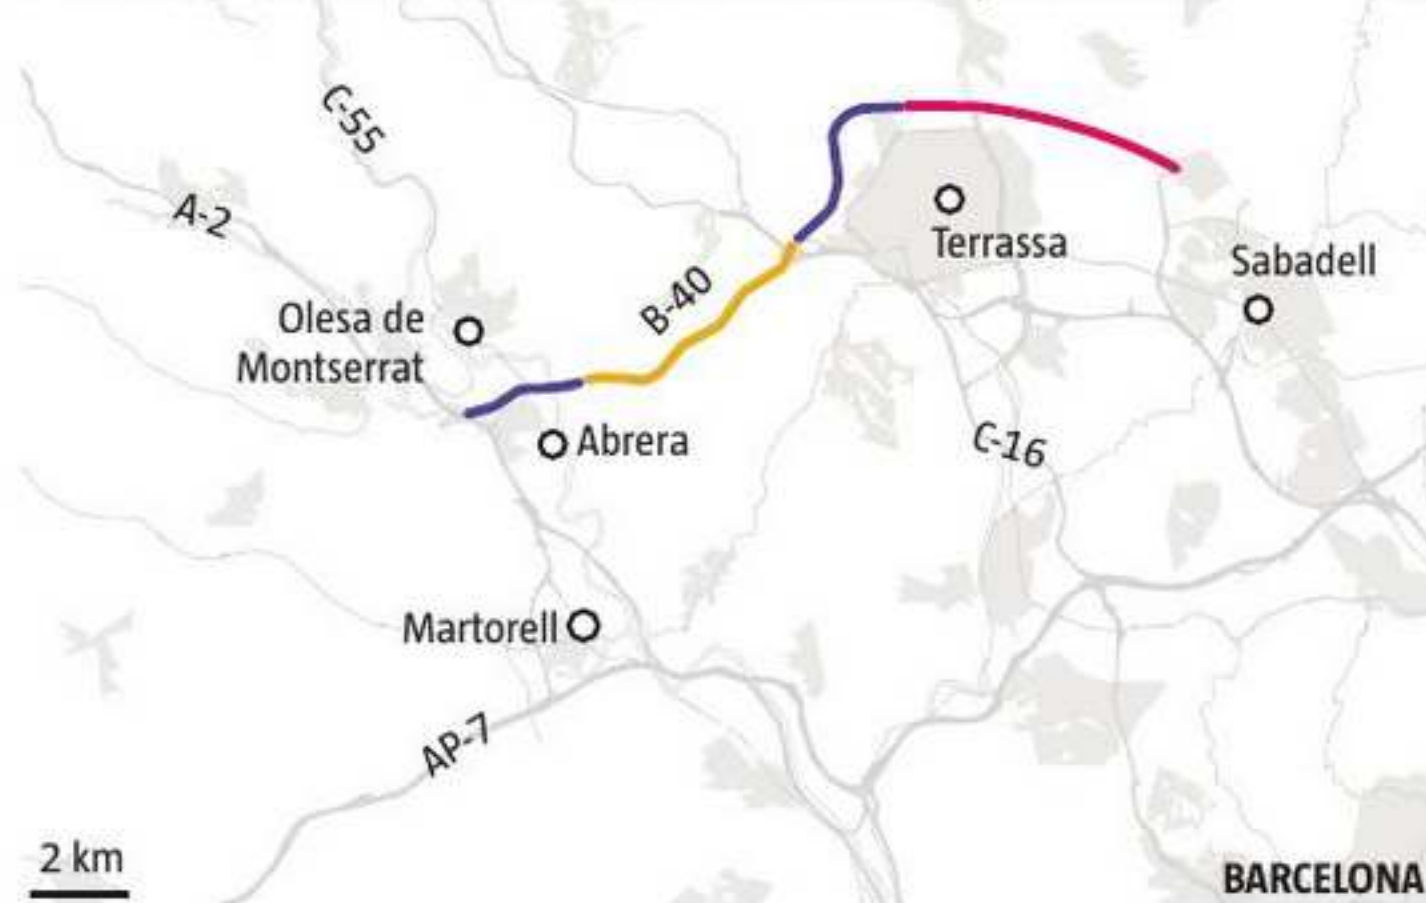 C-55
A-2
Terrassa
Sabadell
B-40
Olesa de
Montserrat
Abrera
C-16
Martorell
AP-7
2 km
BARCELONA